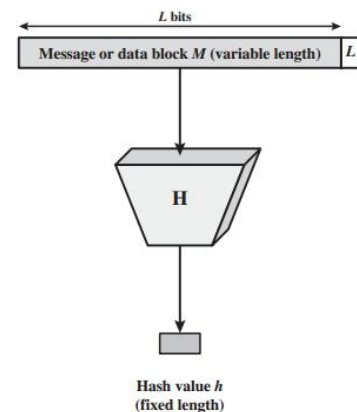 L bits
Message or data block M (variable length) L
H
Hash value h
(fixed length)